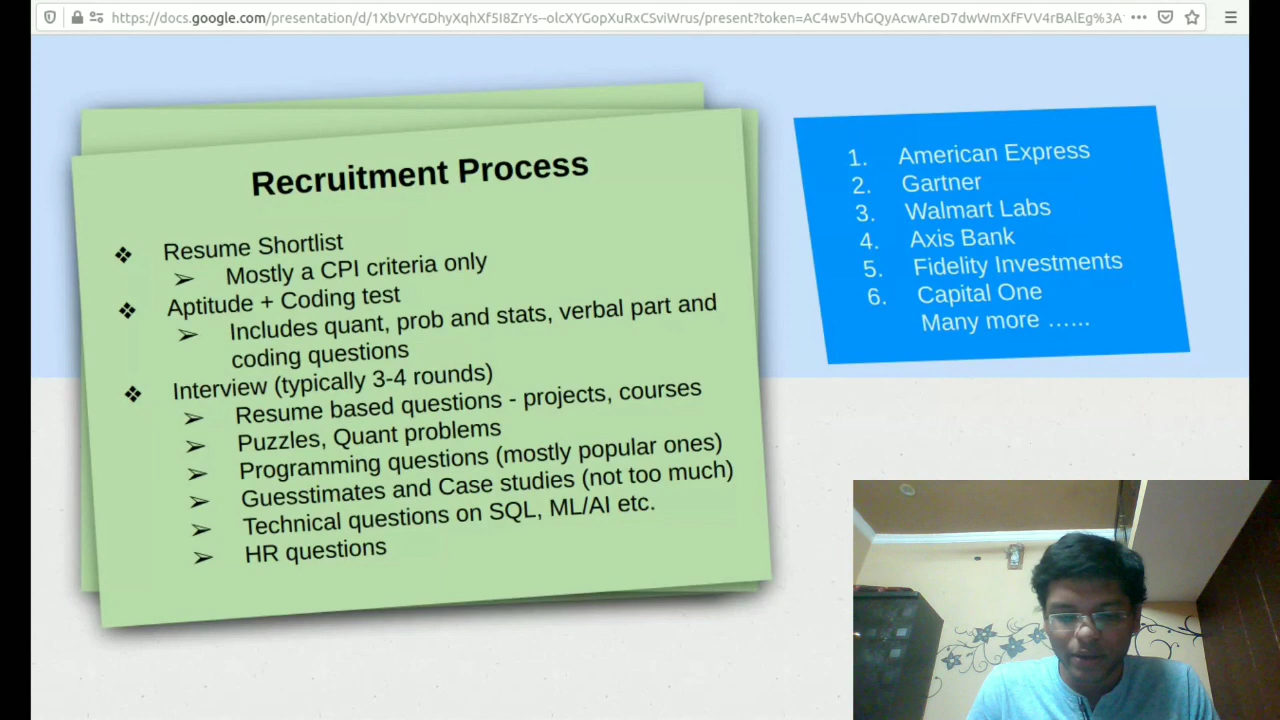 https://docs.google.com/presentation/d/1XbVrYGDhyXqhXf5I8ZrYs--olcXYGopXuRxCSviWrus/present?token=AC4w5VhGQyAcwAreD7dwWmXfFVV4rBAlEg%3A
Recruitment Process
❖ Resume Shortlist
➢ Mostly a CPI criteria only
❖ Aptitude + Coding test
➢ Includes quant, prob and stats, verbal part and
coding questions
❖ Interview (typically 3-4 rounds)
➢ Resume based questions - projects, courses
➢ Puzzles, Quant problems
➢ Programming questions (mostly popular ones)
➢ Guesstimates and Case studies (not too much)
➢ Technical questions on SQL, ML/AI etc.
➢ HR questions
1. American Express
2. Gartner
3. Walmart Labs
4. Axis Bank
5. Fidelity Investments
6. Capital One
Many more …...